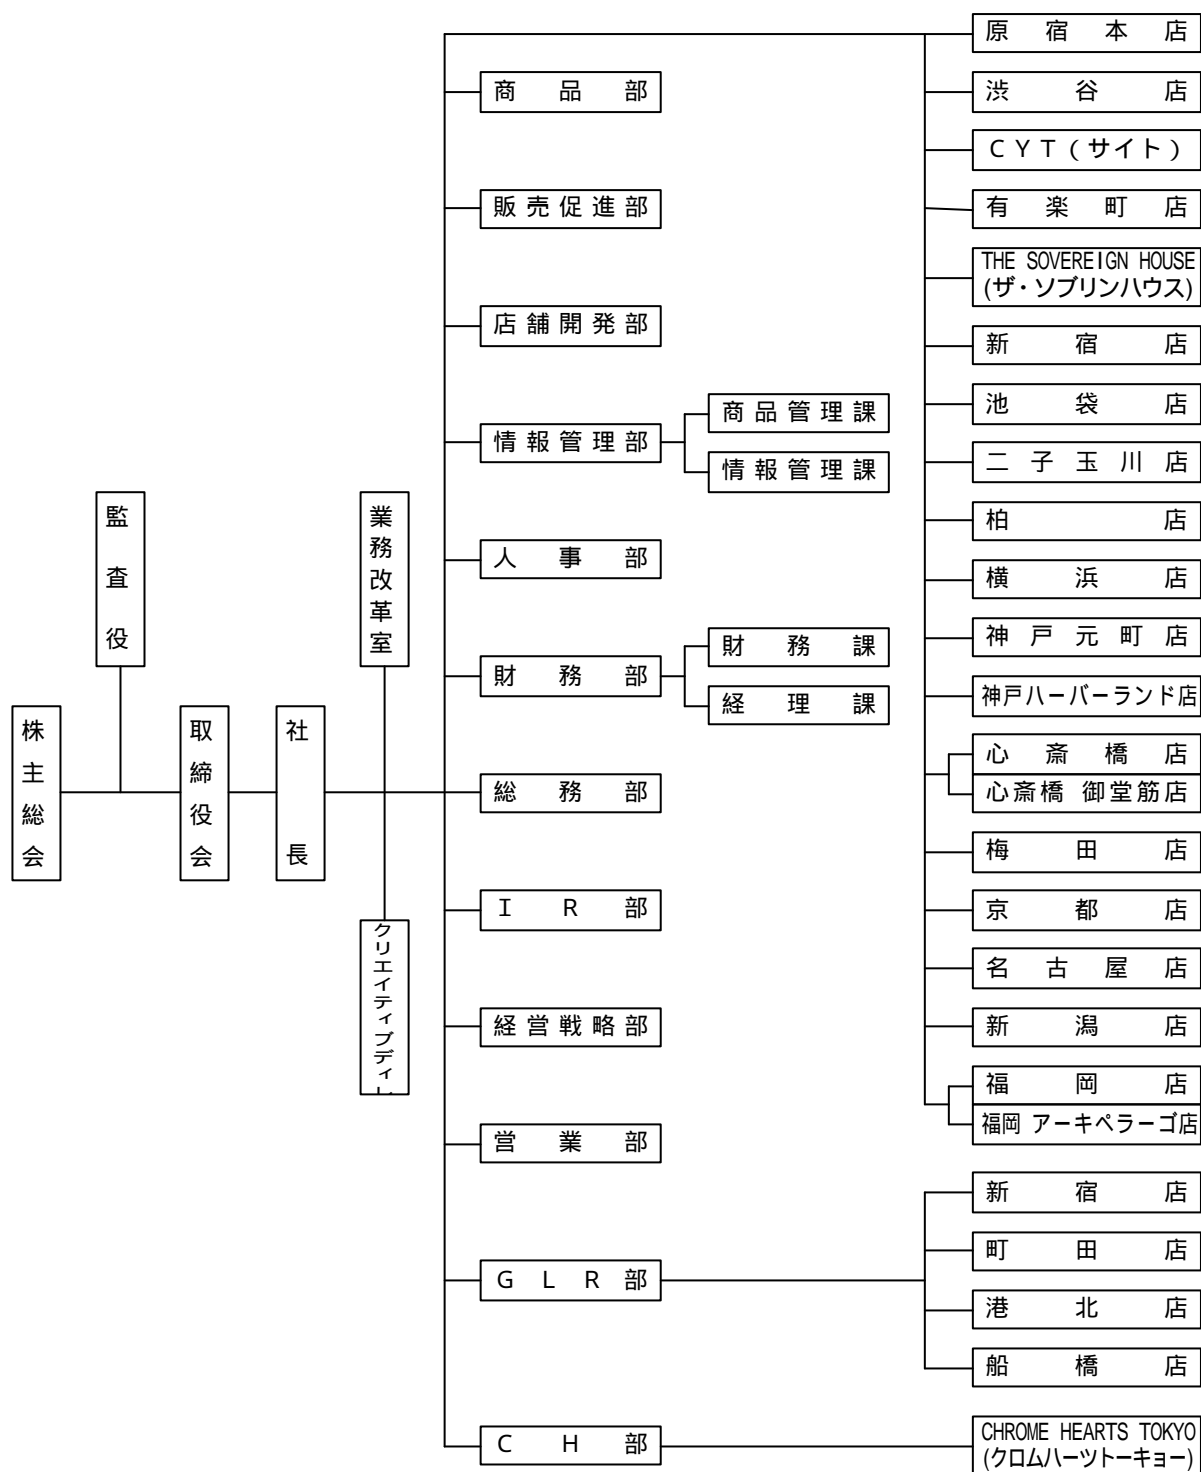 株主総会
監査役
取締役会
社長
業務改革室
クリエイティブディレ
商品部
販売促進部
店舗開発部
情報管理部
商品管理課
情報管理課
人事部
財務部
財務課
経理課
総務部
IR部
経営戦略部
営業部
GLR部
CH部
原宿本店
渋谷店
CYT(サイト)
有楽町店
THE SOVEREIGN HOUSE
(ザ・ソブリンハウス)
新宿店
池袋店
二子玉川店
柏店
横浜店
神戸元町店
神戸ハーバーランド店
心斎橋店
心斎橋 御堂筋店
梅田店
京都店
名古屋店
新潟店
福岡店
福岡 アーキペラーゴ店
新宿店
町田店
港北店
船橋店
CHROME HEARTS TOKYO
(クロムハーツトーキョー)